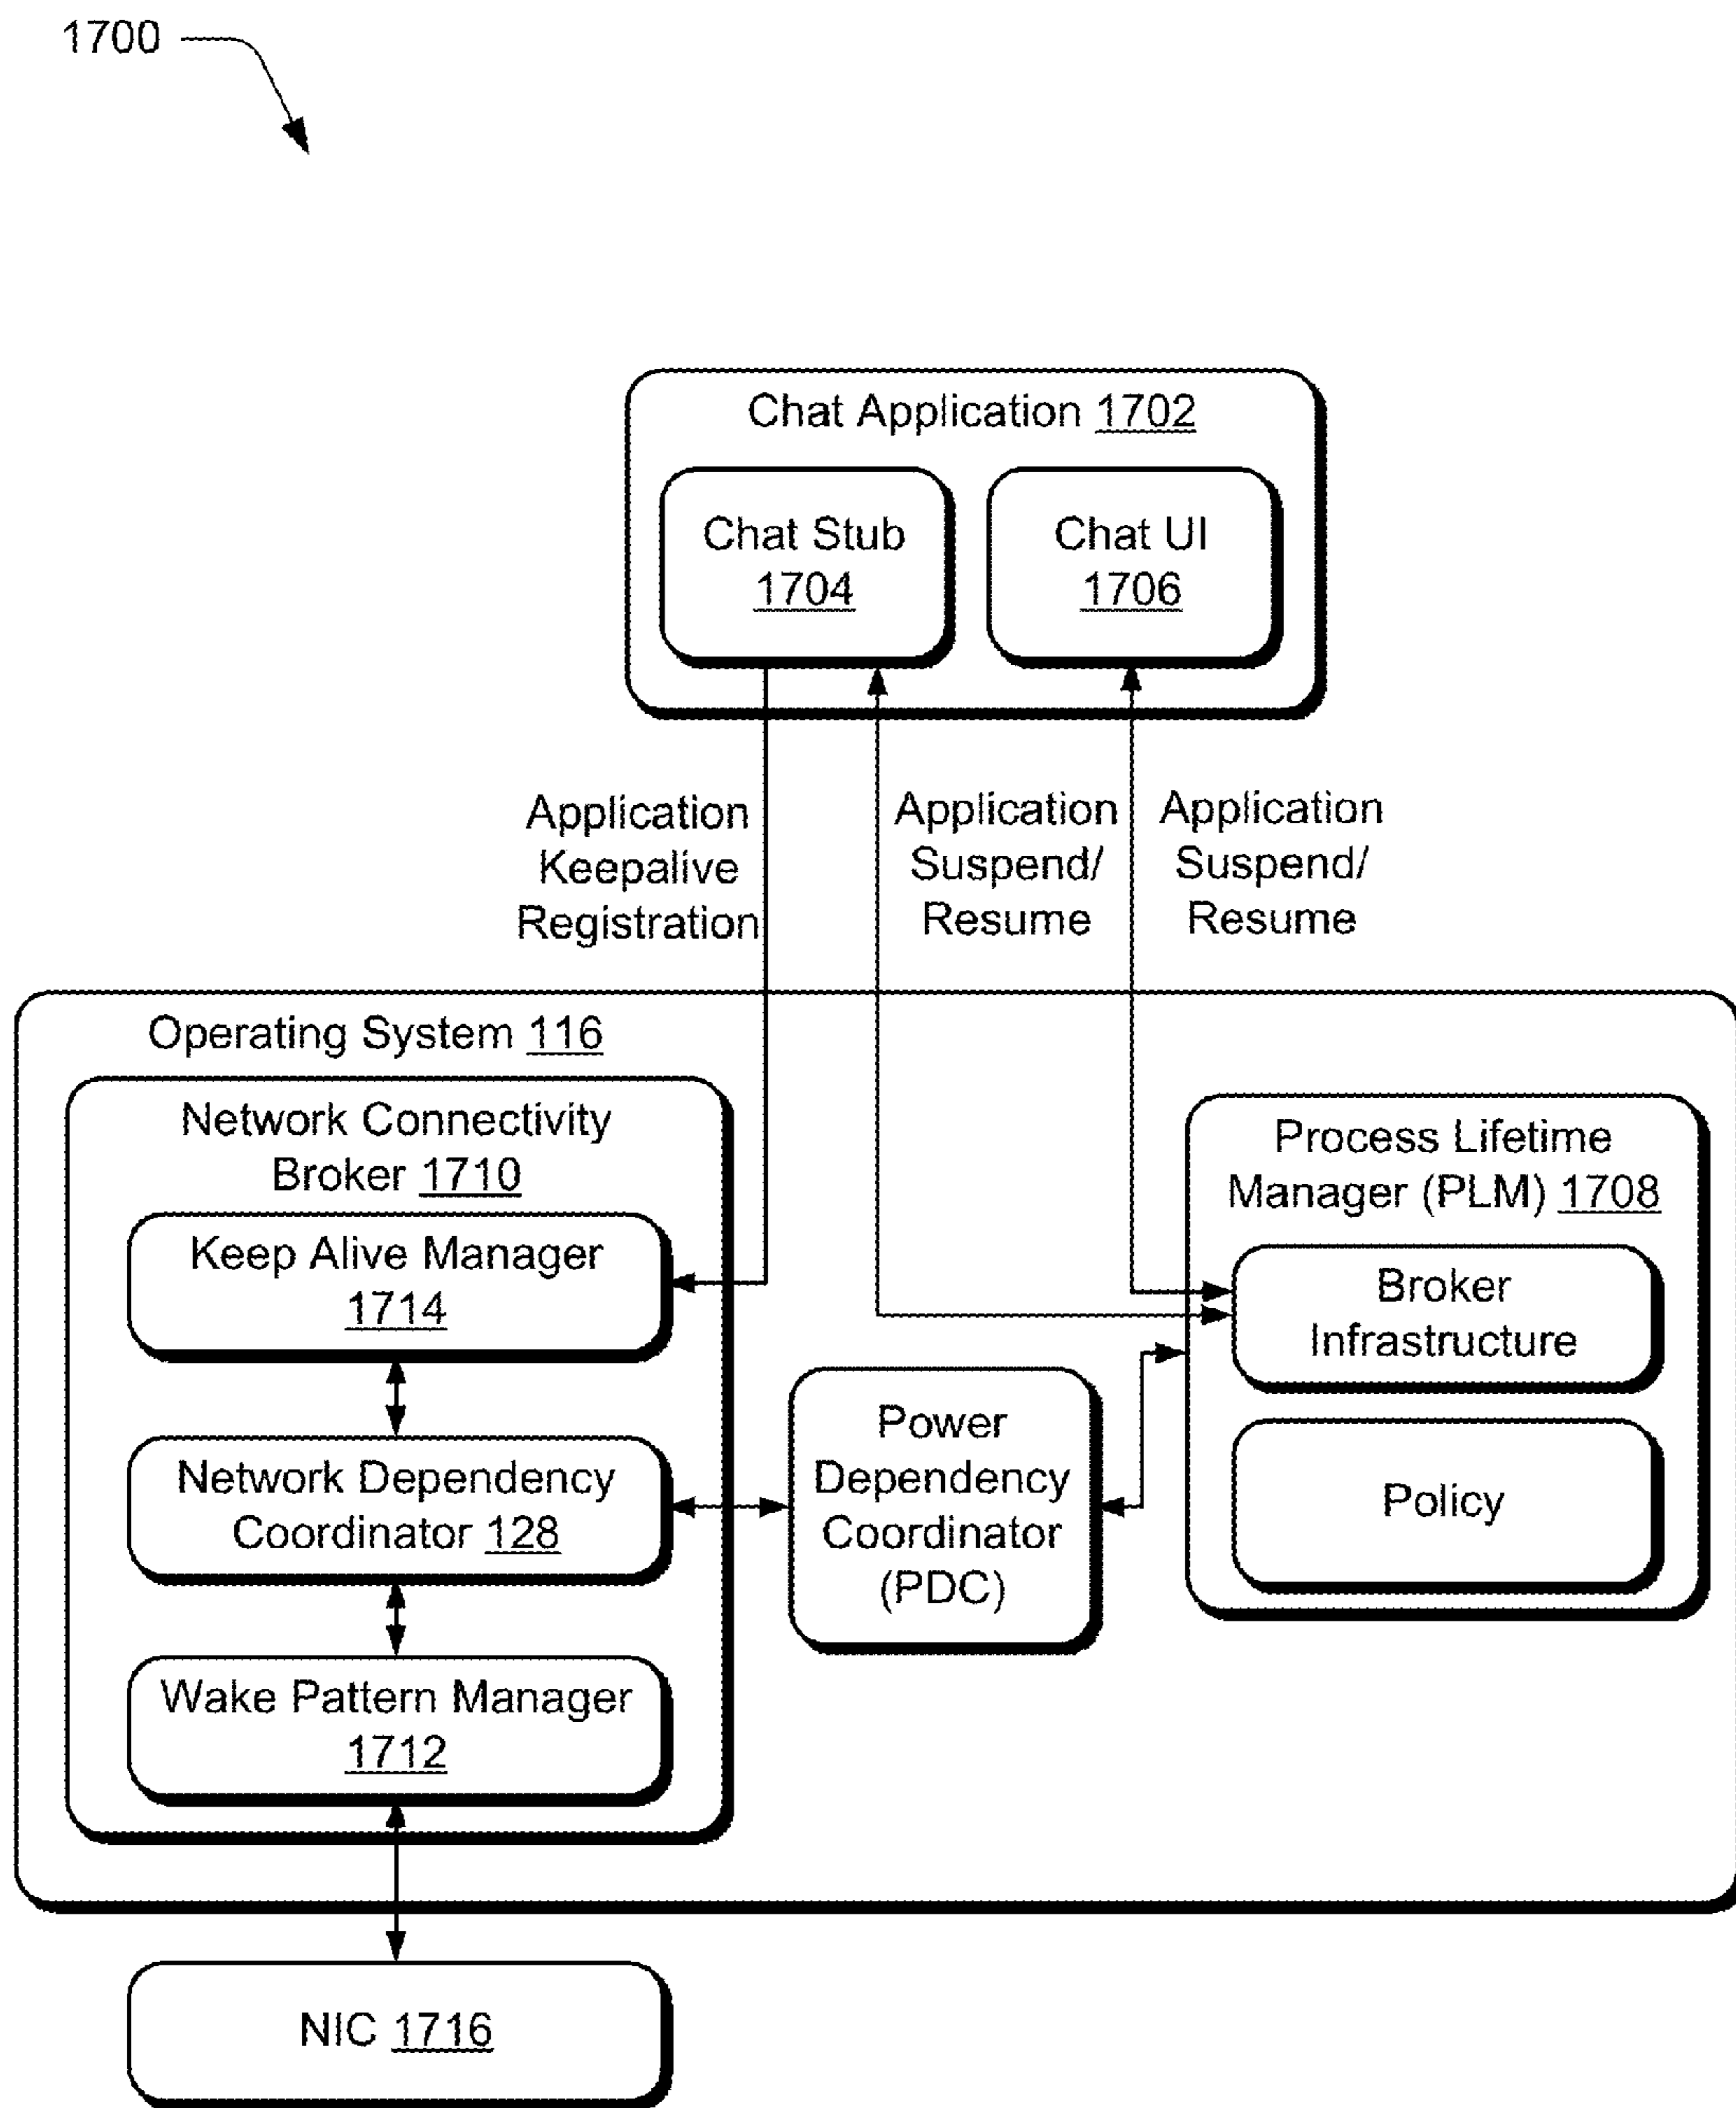 1700
Chat Application 1702
Chat Stub
1704
Chat UI
1706
Application
Keepalive
Registration
Application
Suspend/
Resume
Application
Suspend/
Resume
Operating System 116
Network Connectivity
Broker 1710
Keep Alive Manager
1714
Network Dependency
Coordinator 128
Wake Pattern Manager
1712
Power
Dependency
Coordinator
(PDC)
Process Lifetime
Manager (PLM) 1708
Broker
Infrastructure
Policy
NIC 1716